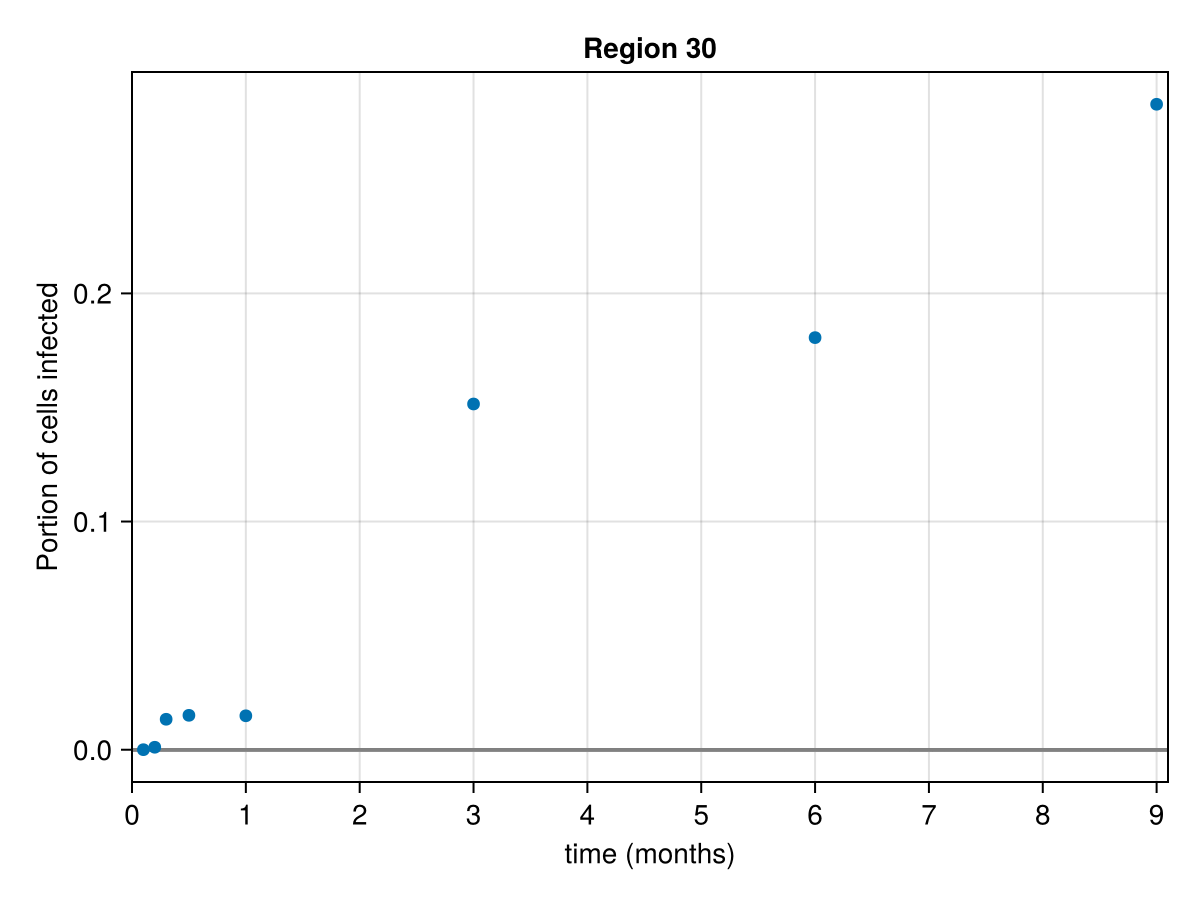 Region 30
Portion of cells infected
0.2
0.1
0.0
0 1 2 3 4 5 6 7 8 9
time (months)